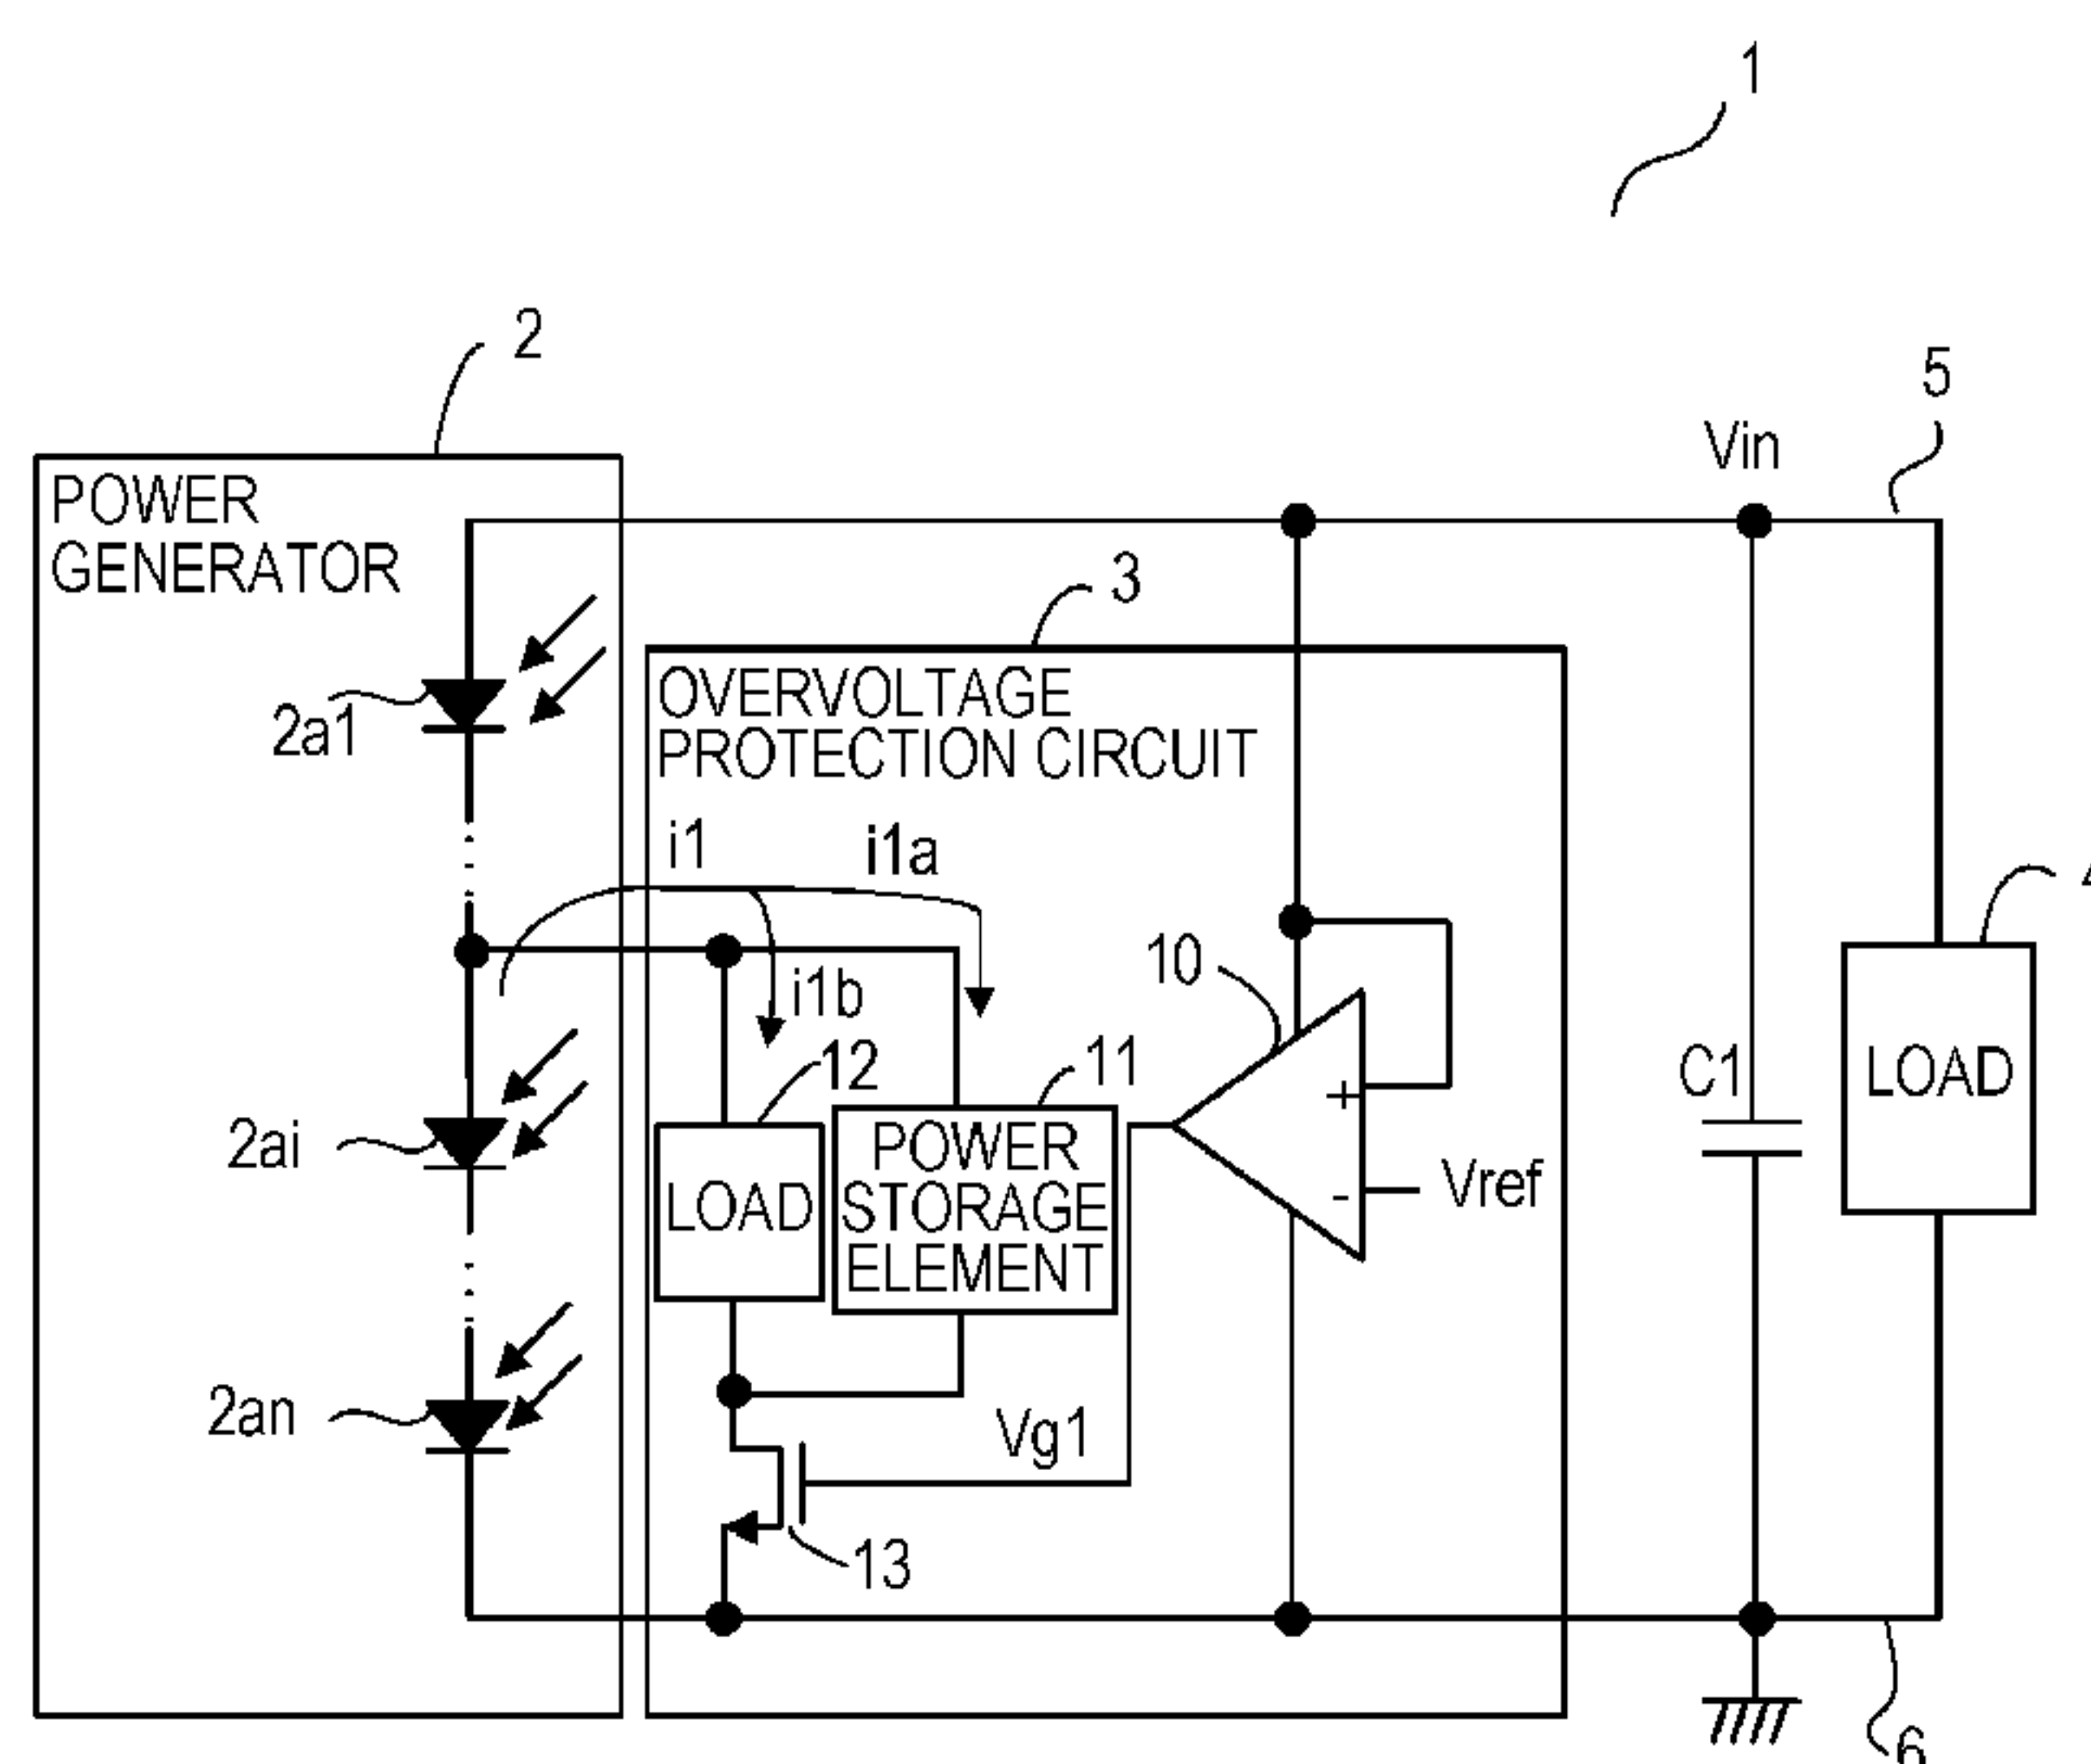 1
2
5
Vin
POWER
GENERATOR
3
OVERVOLTAGE
PROTECTION CIRCUIT
2a1
i1
i1a
10
i1b
12
11
+
C1
LOAD
2ai
LOAD
POWER
STORAGE
ELEMENT
-
Vref
2an
Vg1
13